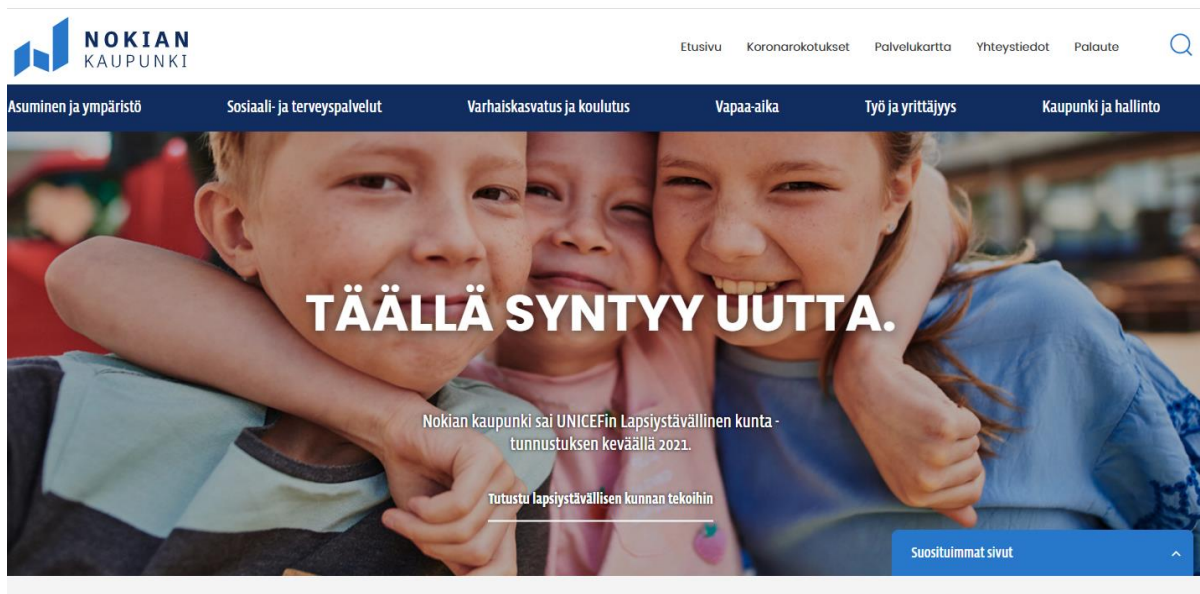 NOKIAN
KAUPUNKI
Etusivu Koronarokotukset Palvelukartta Yhteystiedot Palaute
Asuminen ja ympäristö Sosiaali- ja terveyspalvelut Varhaiskasvatus ja koulutus Vapaa-aika Työ ja yrittäjyys Kaupunki ja hallinto
TÄÄLLÄ SYNTYY UUTTA.
Nokian kaupunki sai UNICEFin Lapsiystävällinen kunta -
tunnustuksen keväällä 2021.
Tutustu lapsiystävällisen kunnan tekoihin
Suosituimmat sivut